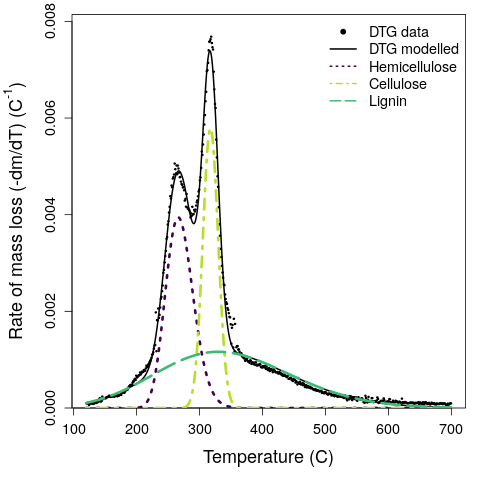 DTG data
DTG modelled
Hemicellulose
Cellulose
Lignin
Rate of mass loss (-dm/dT) (C⁻¹)
0.008
0.006
0.004
0.002
0.000
100 200 300 400 500 600 700
Temperature (C)